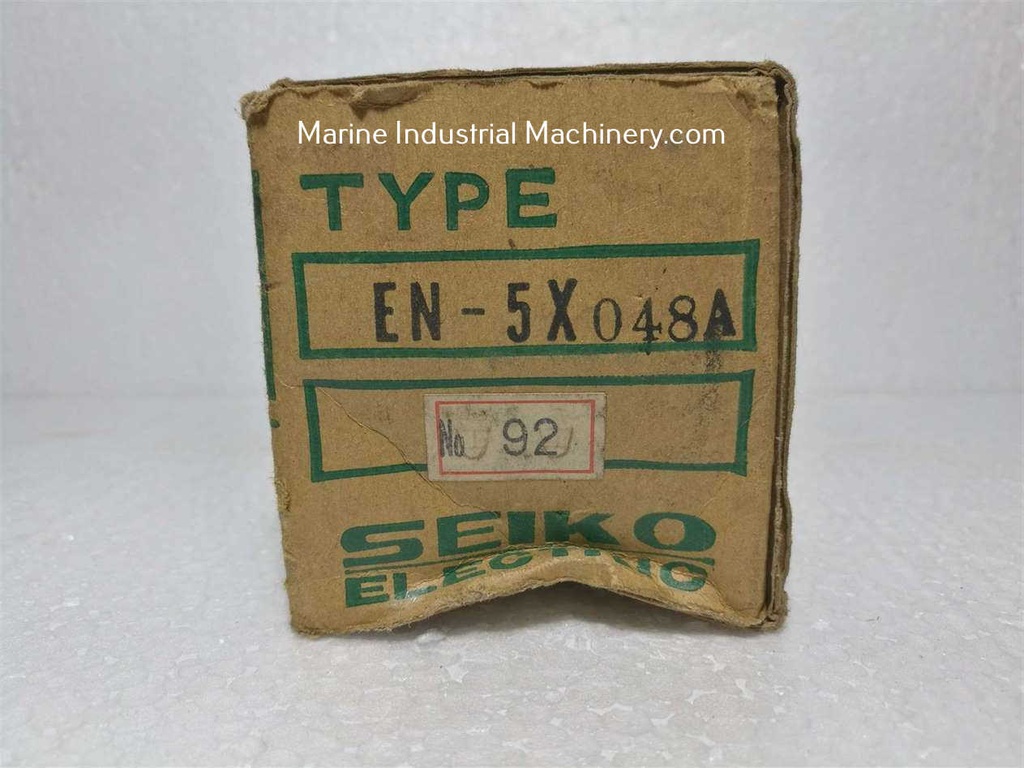 Marine Industrial Machinery.com
TYPE
EN-5X048A
No 92
SEIKO
ELECTRIC